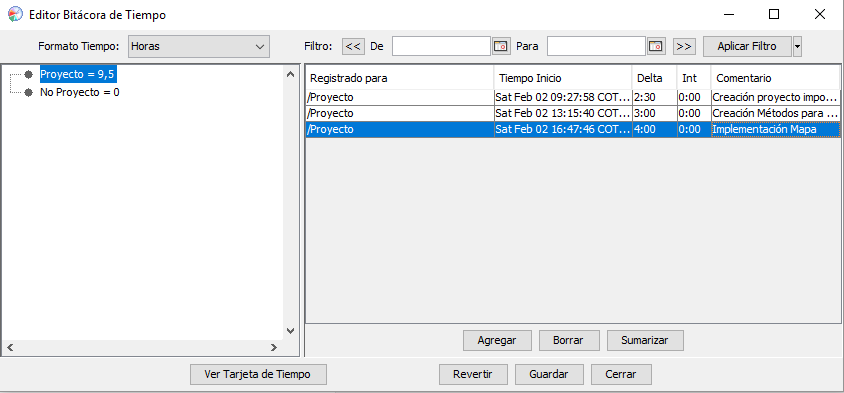 Editor Bitácora de Tiempo
Formato Tiempo: Horas Filtro: << De Para >> Aplicar Filtro
Proyecto = 9,5
No Proyecto = 0
Registrado para Tiempo Inicio Delta Int Comentario
/Proyecto Sat Feb 02 09:27:58 COT... 2:30 0:00 Creación proyecto impo...
/Proyecto Sat Feb 02 13:15:40 COT... 3:00 0:00 Creación Métodos para ...
/Proyecto Sat Feb 02 16:47:46 COT... 4:00 0:00 Implementación Mapa
Agregar Borrar Sumarizar
Ver Tarjeta de Tiempo Revertir Guardar Cerrar